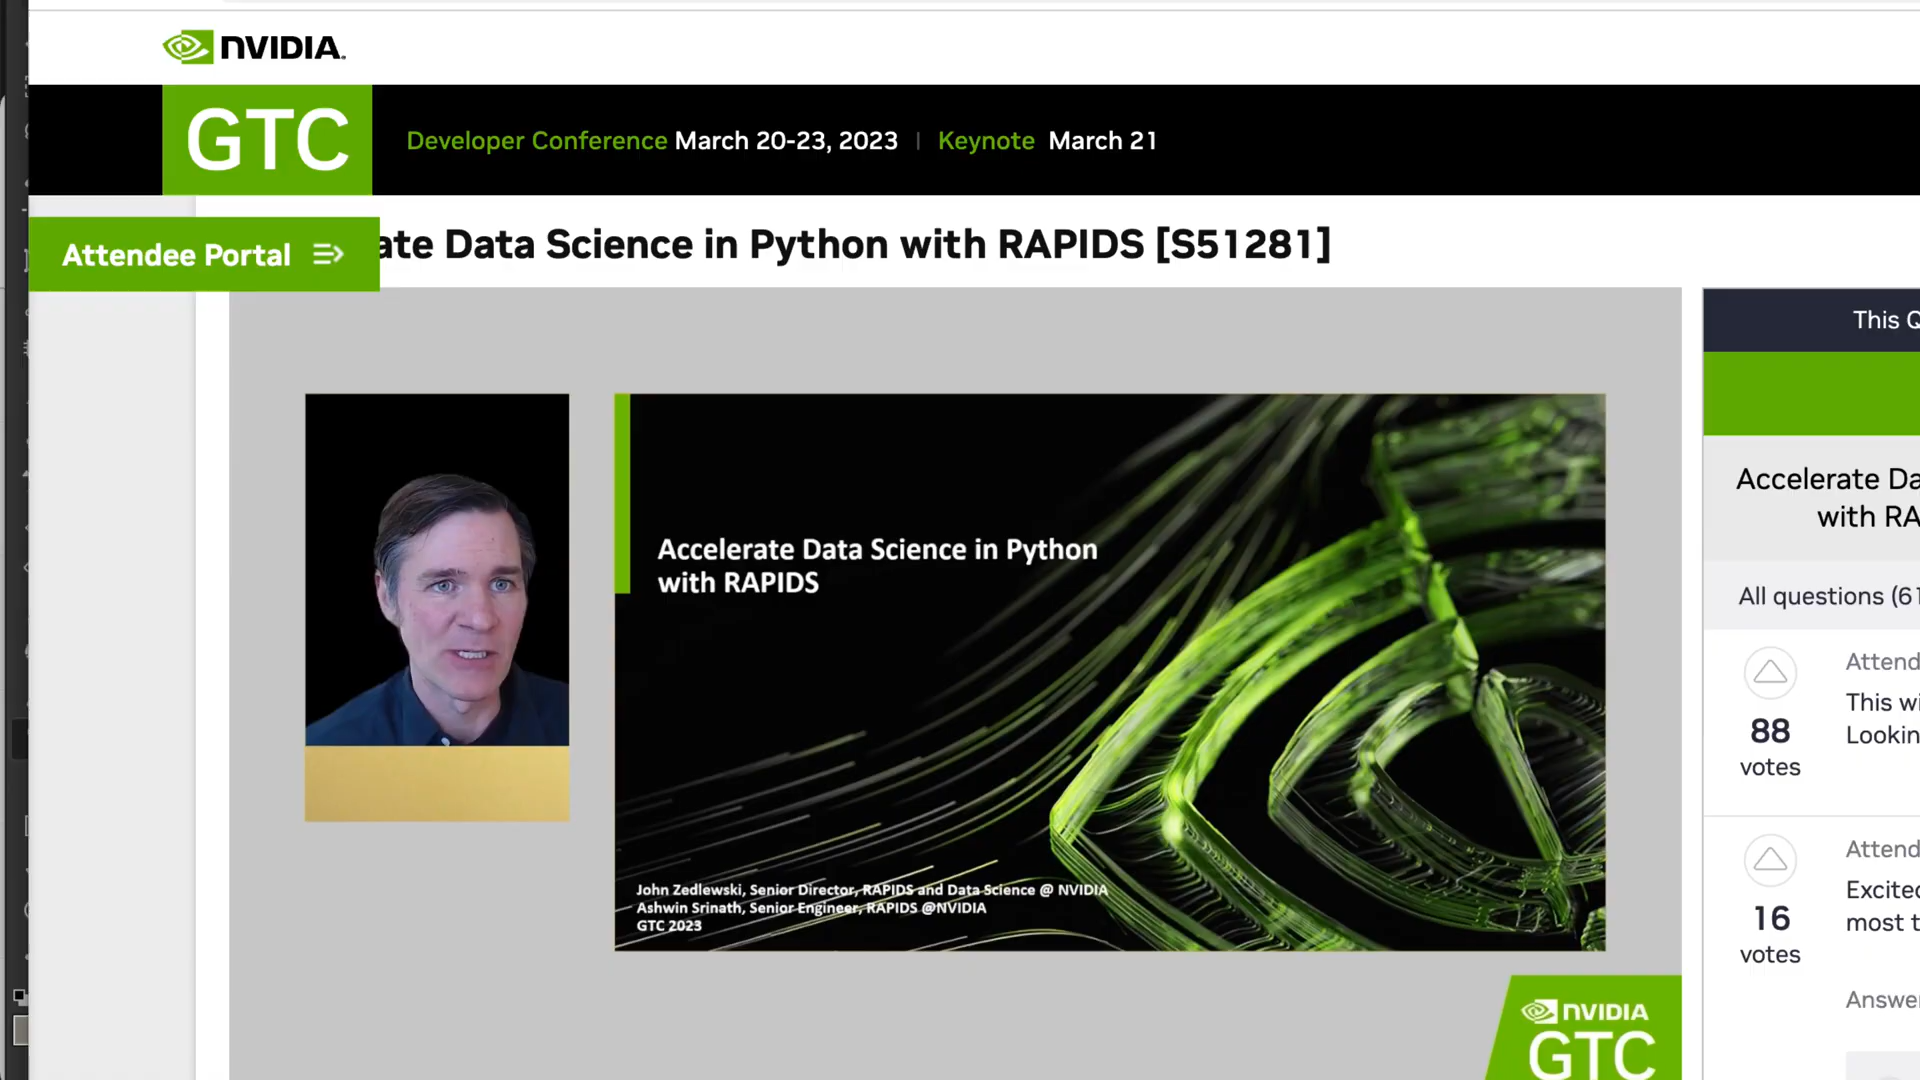 NVIDIA.
GTC
Developer Conference March 20-23, 2023 | Keynote March 21
Attendee Portal
ate Data Science in Python with RAPIDS [S51281]
Accelerate Data Science in Python
with RAPIDS
John Zedlewski, Senior Director, RAPIDS and Data Science @ NVIDIA
Ashwin Srinath, Senior Engineer, RAPIDS @NVIDIA
GTC 2023
NVIDIA
GTC
This Q
Accelerate Da
with RA
All questions (61
Attend
This wi
Lookin
88
votes
Attend
Excited
most t
16
votes
Answe